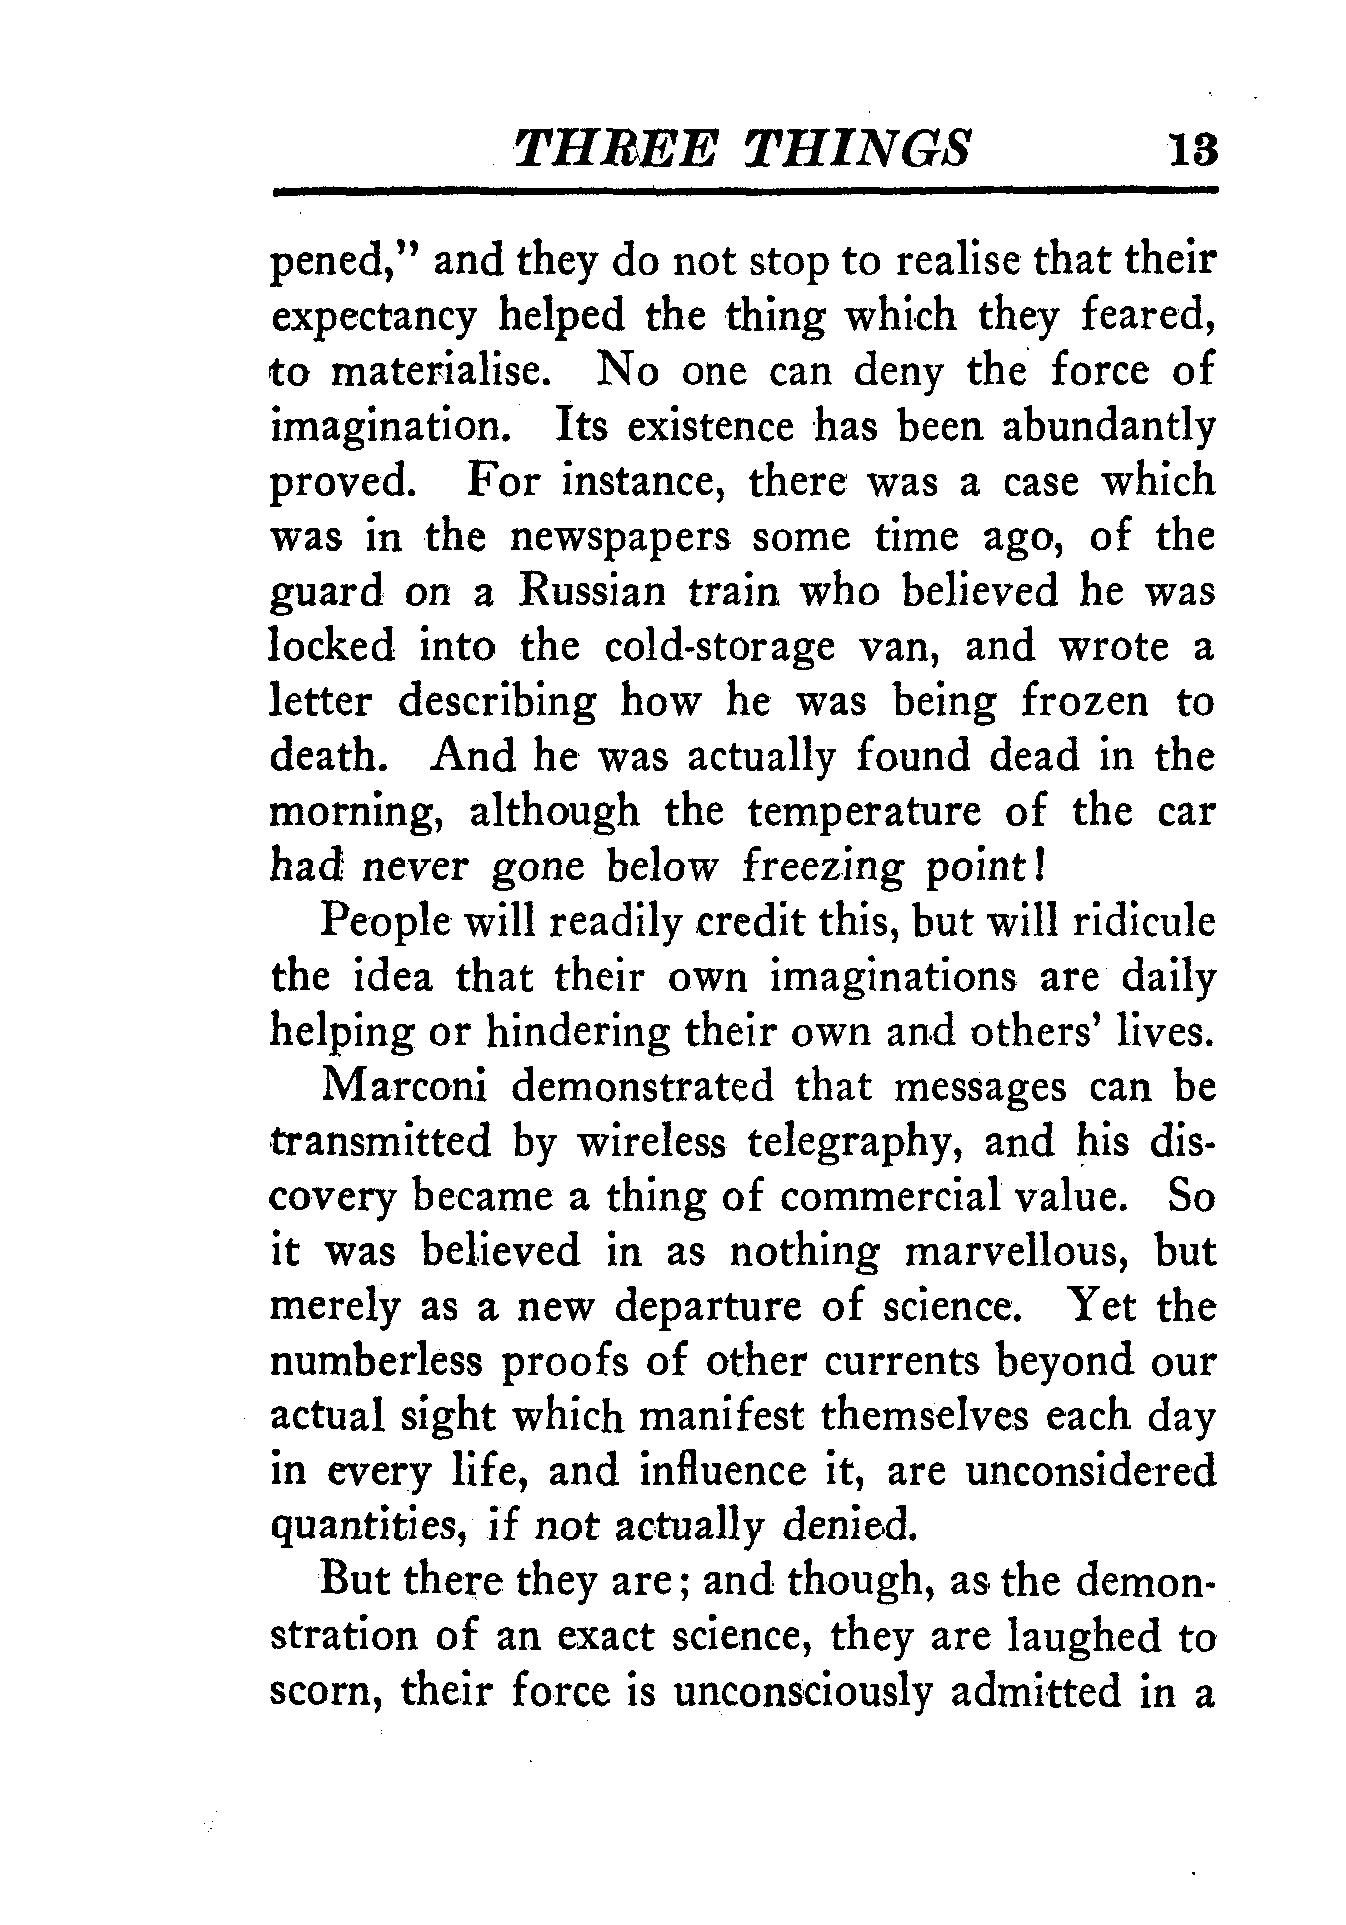 THREE THINGS 13
pened,” and they do not stop to realise that their
expectancy helped the thing which they feared,
to materialise. No one can deny the force of
imagination. Its existence has been abundantly
proved. For instance, there was a case which
was in the newspapers some time ago, of the
guard on a Russian train who believed he was
locked into the cold-storage van, and wrote a
letter describing how he was being frozen to
death. And he was actually found dead in the
morning, although the temperature of the car
had never gone below freezing point!
People will readily credit this, but will ridicule
the idea that their own imaginations are daily
helping or hindering their own and others’ lives.
Marconi demonstrated that messages can be
transmitted by wireless telegraphy, and his dis-
covery became a thing of commercial value. So
it was believed in as nothing marvellous, but
merely as a new departure of science. Yet the
numberless proofs of other currents beyond our
actual sight which manifest themselves each day
in every life, and influence it, are unconsidered
quantities, if not actually denied.
But there they are; and though, as the demon-
stration of an exact science, they are laughed to
scorn, their force is unconsciously admitted in a